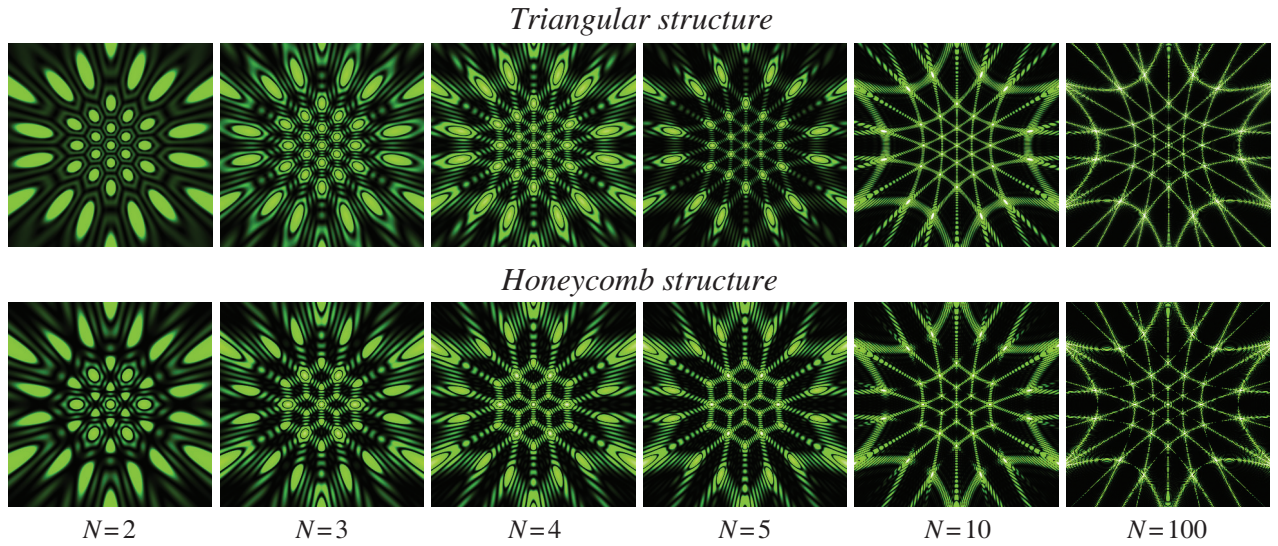 Triangular structure
Honeycomb structure
N=2 N=3 N=4 N=5 N=10 N=100